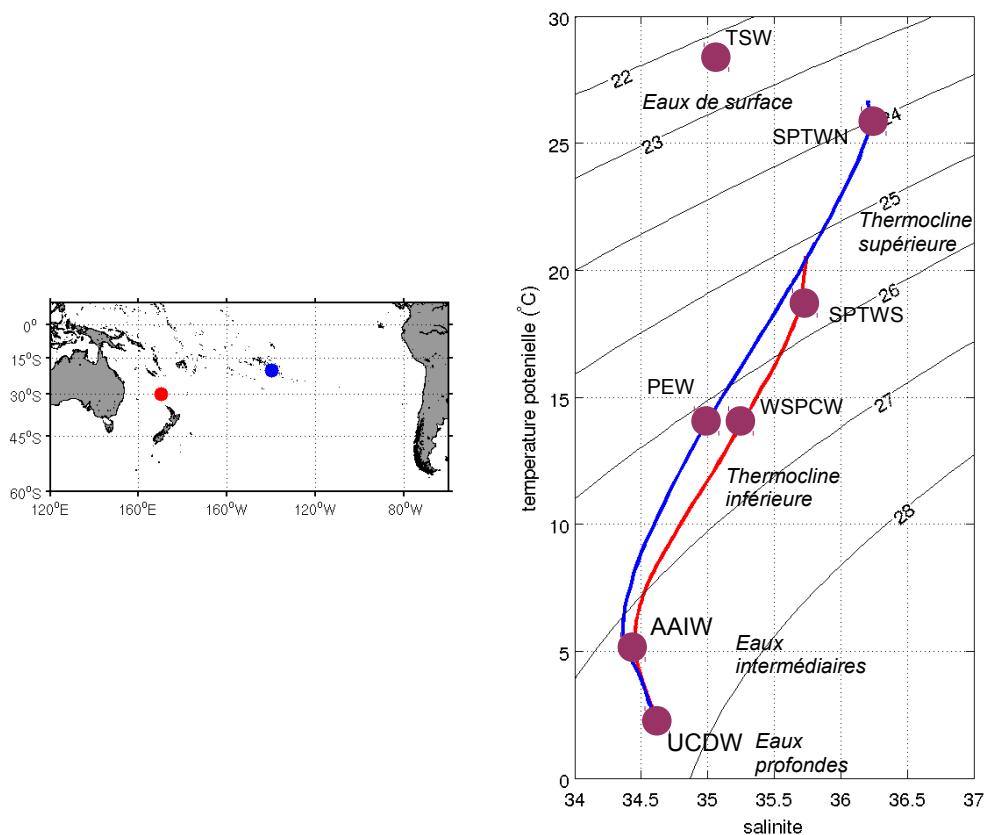 0°
15°S
30°S
45°S
60°S
120°E
160°E
160°W
120°W
80°W
30
25
20
15
10
5
0
temperature potenielle (°C)
34
34.5
35
35.5
36
36.5
37
salinite
TSW
22
Eaux de surface
23
24
SPTWN
25
Thermocline
supérieure
26
SPTWS
PEW
WSPCW
27
Thermocline
inférieure
28
AAIW
Eaux
intermédiaires
UCDW
Eaux
profondes